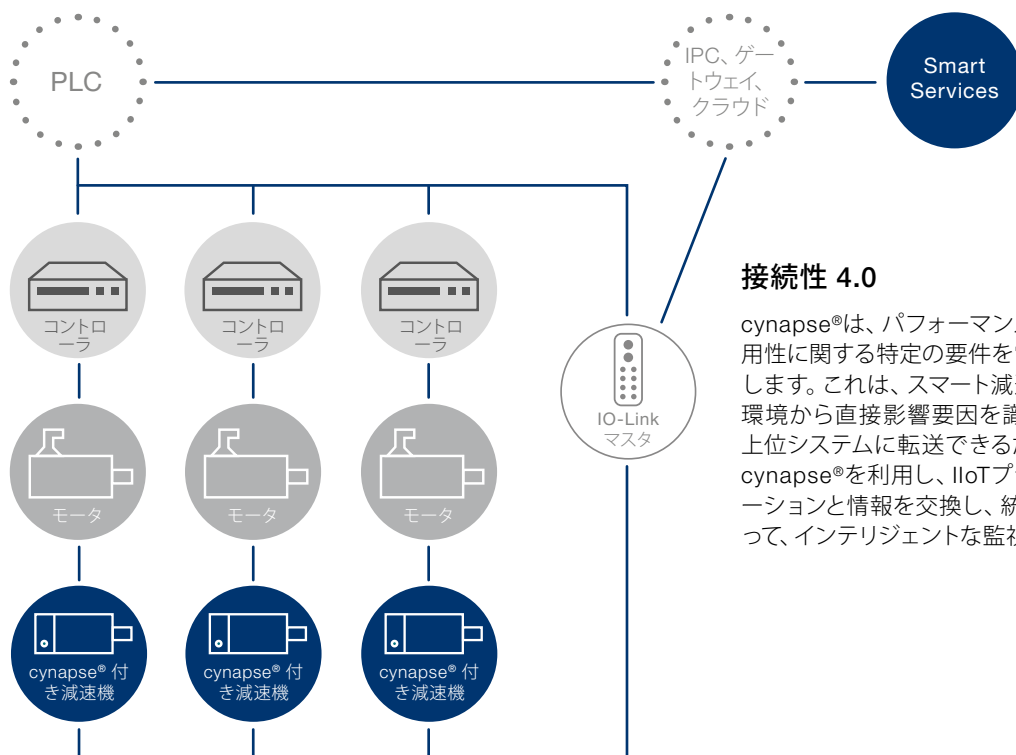 PLC
IPC、ゲー
トウェイ、
クラウド
Smart
Services
コントロ
ーラ
コントロ
ーラ
コントロ
ーラ
IO-Link
マスタ
モータ
モータ
モータ
cynapse® 付
き減速機
cynapse® 付
き減速機
cynapse® 付
き減速機
接続性 4.0
cynapse®は、パフォーマン
用性に関する特定の要件を
します。これは、スマート減
環境から直接影響要因を識
上位システムに転送できる
cynapse®を利用し、IIoTプ
ーションと情報を交換し、統
って、インテリジェントな監視